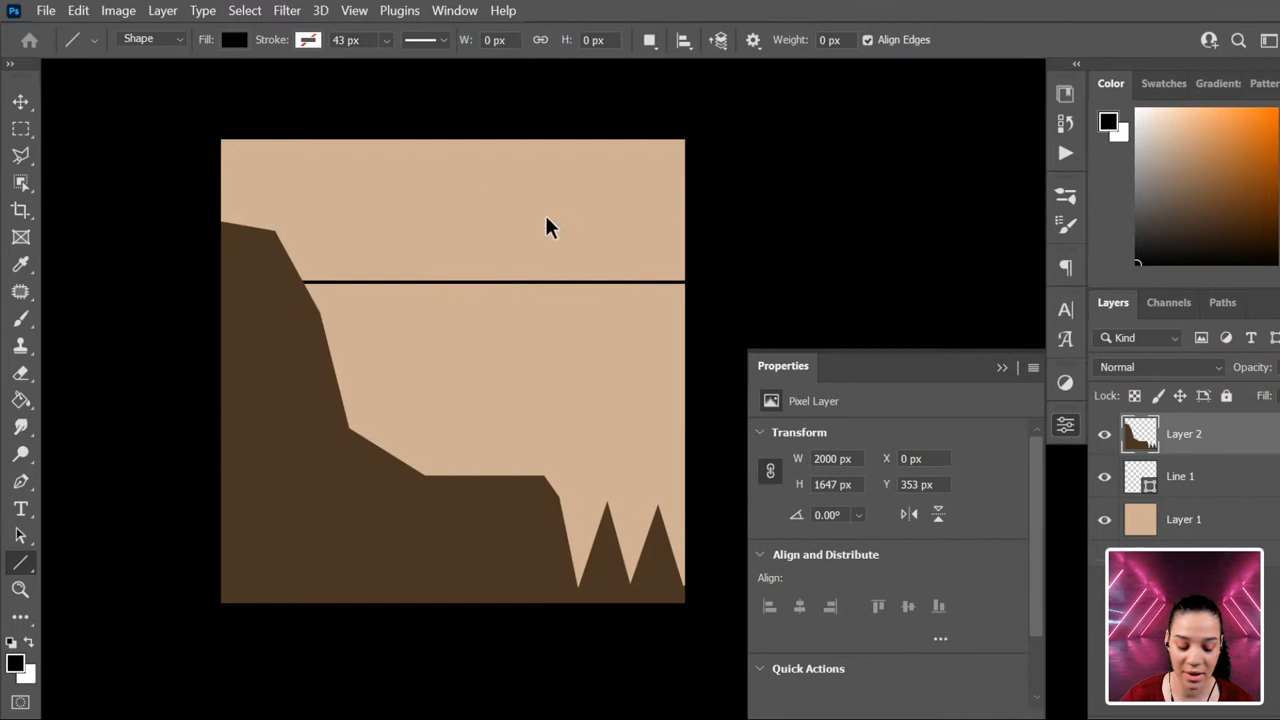 Ps File Edit Image Layer Type Select Filter 3D View Plugins Window Help
Shape Fill: Stroke: 43 px W: 0 px H: 0 px Weight: 0 px Align Edges
Color Swatches Gradients
Layers Channels Paths
Kind
Normal Opacity:
Lock: Fill:
Layer 2
Line 1
Layer 1
Properties
Pixel Layer
Transform
W 2000 px X 0 px
H 1647 px Y 353 px
0.00°
Align and Distribute
Align:
Quick Actions